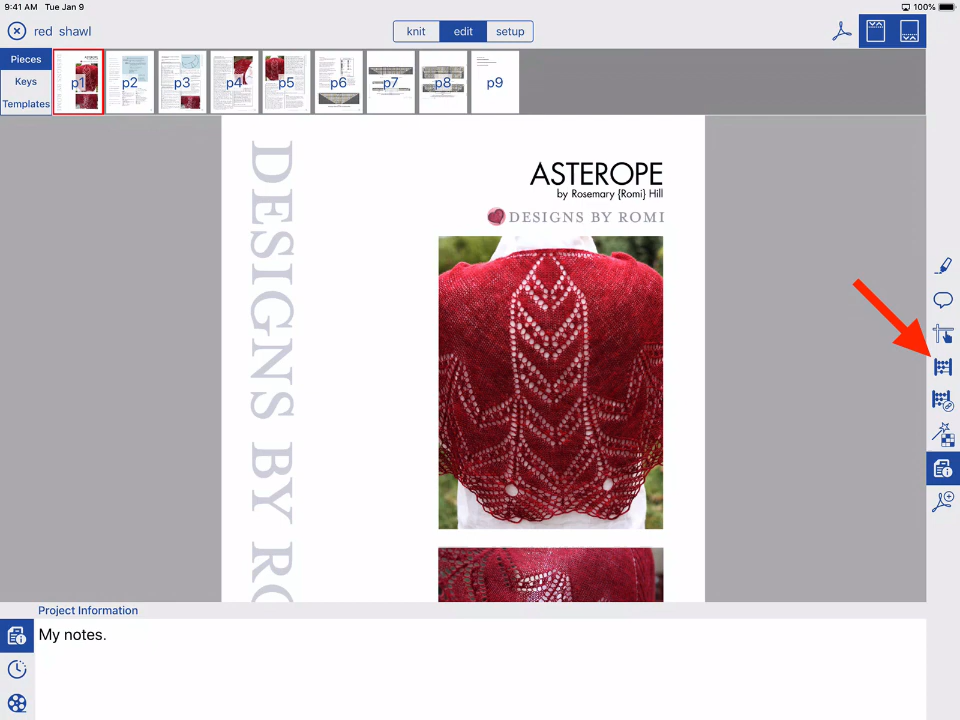 9:41 AM Tue Jan 9
100%
red shawl
knit
edit
setup
Pieces
Keys
Templates
p1
p2
p3
p4
p5
p6
p7
p8
p9
DESIGNS BY RO
ASTEROPE
by Rosemary {Romi} Hill
DESIGNS BY ROMI
Project Information
My notes.